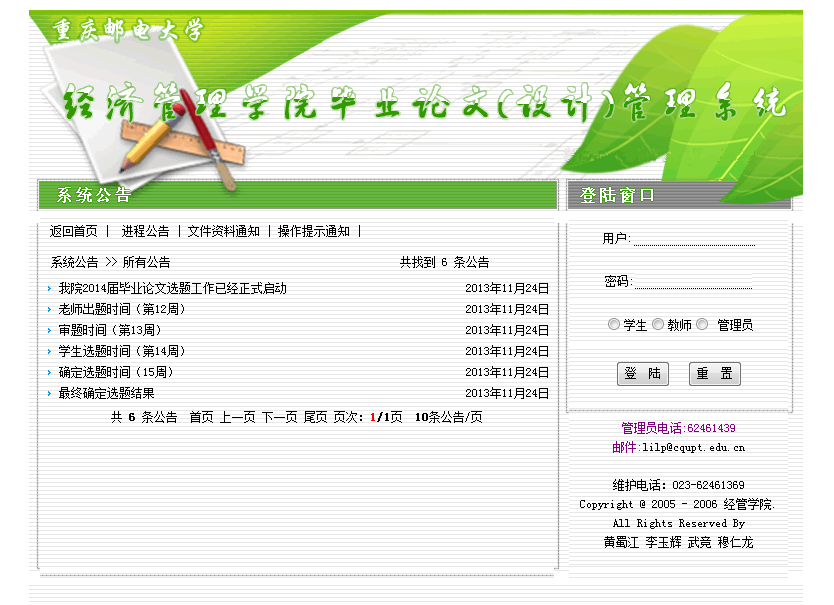 重庆邮电大学
经济管理学院毕业论文(设计)管理系统
系统公告
返回首页 | 进程公告 | 文件资料通知 | 操作提示通知 |
系统公告 >> 所有公告 共找到 6 条公告
› 我院2014届毕业论文选题工作已经正式启动 2013年11月24日
› 老师出题时间（第12周） 2013年11月24日
› 审题时间（第13周） 2013年11月24日
› 学生选题时间（第14周） 2013年11月24日
› 确定选题时间（15周） 2013年11月24日
› 最终确定选题结果 2013年11月24日
共 6 条公告 首页 上一页 下一页 尾页 页次：1/1页 10条公告/页
登陆窗口
用户:
密码:
学生 教师 管理员
登 陆 重 置
管理员电话:62461439
邮件:lilp@cqupt.edu.cn
维护电话：023-62461369
Copyright @ 2005 - 2006 经管学院.
All Rights Reserved By
黄蜀江 李玉辉 武竞 穆仁龙